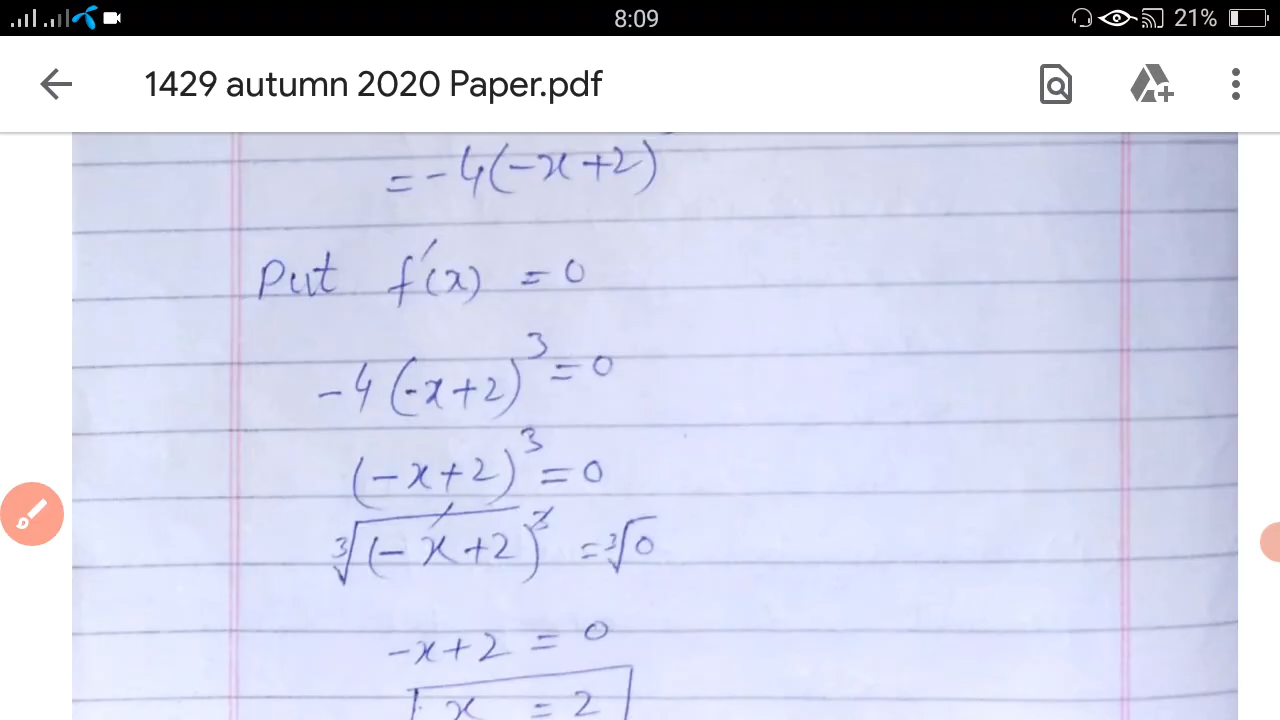 8:09
21%
1429 autumn 2020 Paper.pdf
= -4(-x+2)
Put f'(x) = 0
-4(-x+2)³ = 0
(-x+2)³ = 0
∛(-x+2)³ = ∛0
-x+2 = 0
x = 2